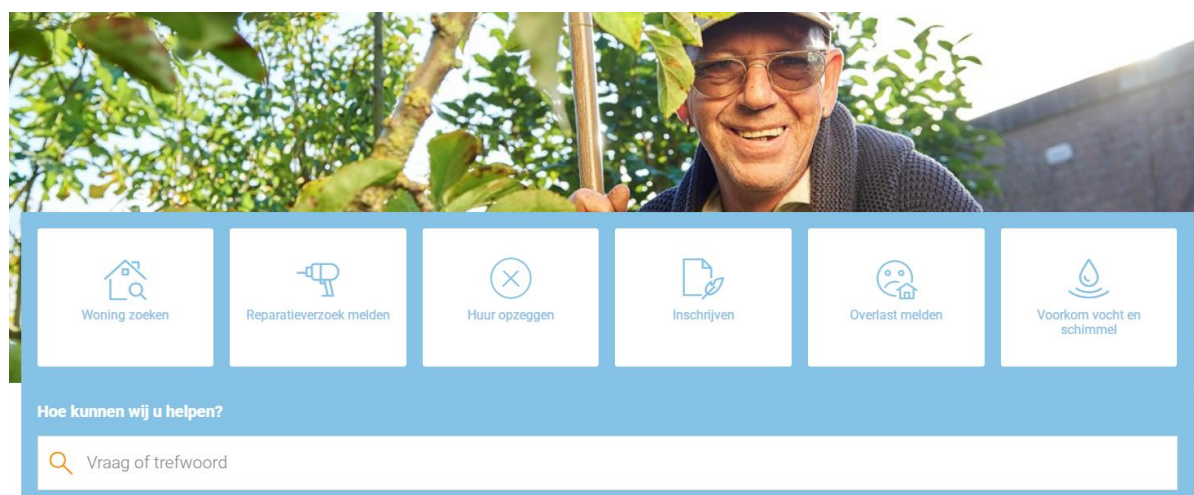 Woning zoeken
Reparatieverzoek melden
Huur opzeggen
Inschrijven
Overlast melden
Voorkom vocht en
schimmel
Hoe kunnen wij u helpen?
Vraag of trefwoord